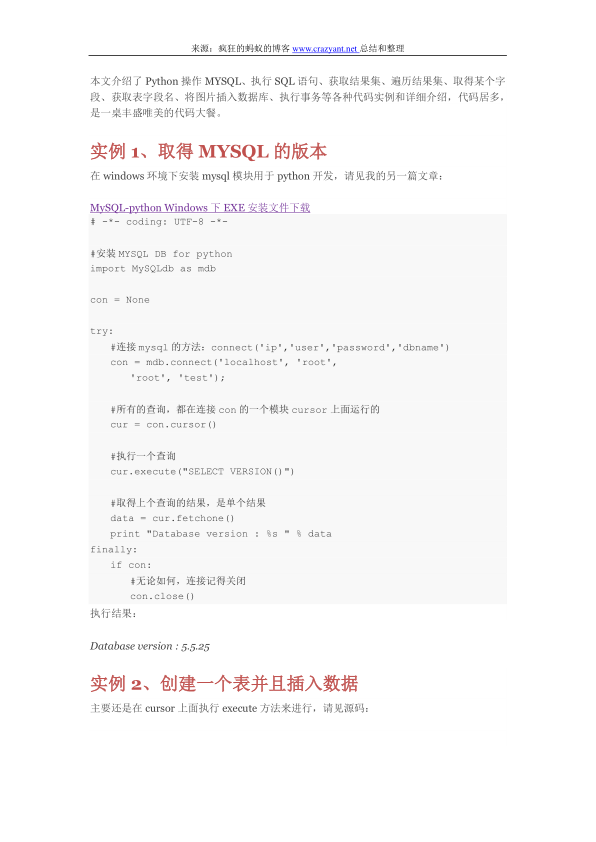 来源：疯狂的蚂蚁的博客 www.crazyant.net 总结和整理
本文介绍了 Python 操作 MYSQL、执行 SQL 语句、获取结果集、遍历结果集、取得某个字
段、获取表字段名、将图片插入数据库、执行事务等各种代码实例和详细介绍，代码居多，
是一桌丰盛唯美的代码大餐。
实例 1、取得 MYSQL 的版本
在 windows 环境下安装 mysql 模块用于 python 开发，请见我的另一篇文章：
MySQL-python Windows 下 EXE 安装文件下载
# -*- coding: UTF-8 -*-
#安装 MYSQL DB for python
import MySQLdb as mdb
con = None
try:
    #连接 mysql 的方法：connect('ip','user','password','dbname')
    con = mdb.connect('localhost', 'root',
        'root', 'test');
    #所有的查询，都在连接 con 的一个模块 cursor 上面运行的
    cur = con.cursor()
    #执行一个查询
    cur.execute("SELECT VERSION()")
    #取得上个查询的结果，是单个结果
    data = cur.fetchone()
    print "Database version : %s " % data
finally:
    if con:
        #无论如何，连接记得关闭
        con.close()
执行结果：
Database version : 5.5.25
实例 2、创建一个表并且插入数据
主要还是在 cursor 上面执行 execute 方法来进行，请见源码：